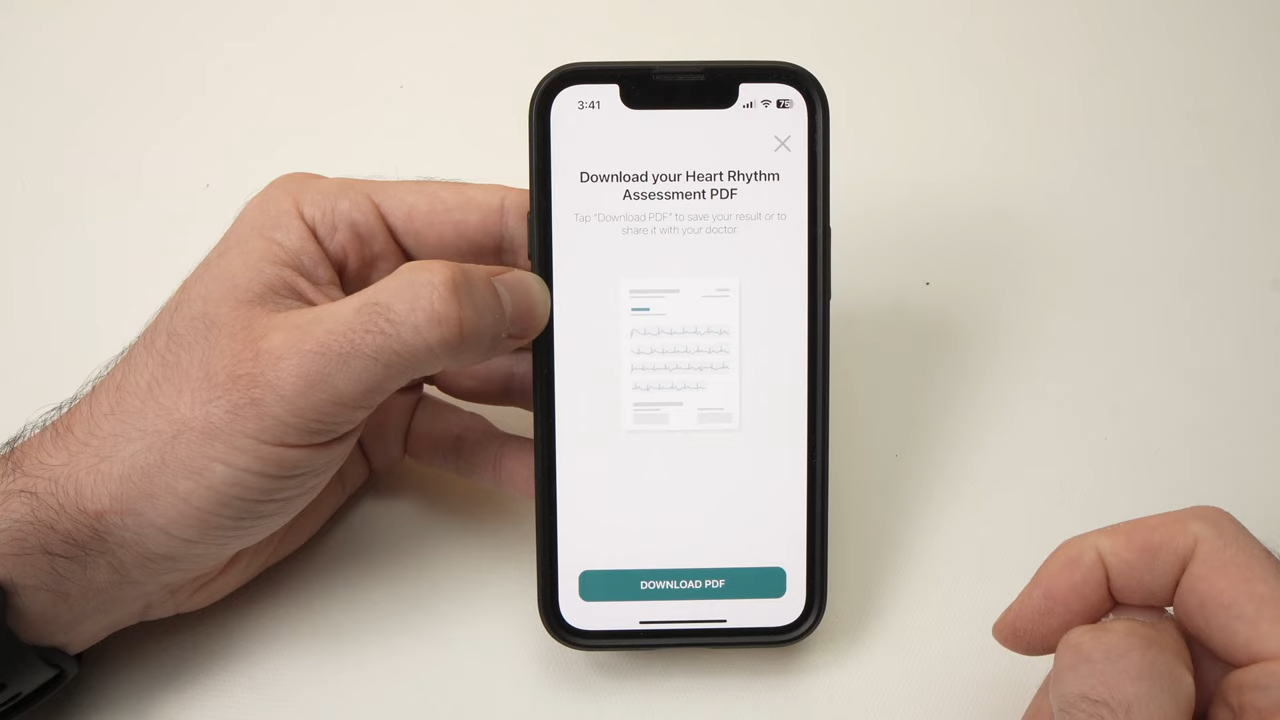 3:41
75
Download your Heart Rhythm
Assessment PDF
Tap "Download PDF" to save your result or to
share it with your doctor.
DOWNLOAD PDF